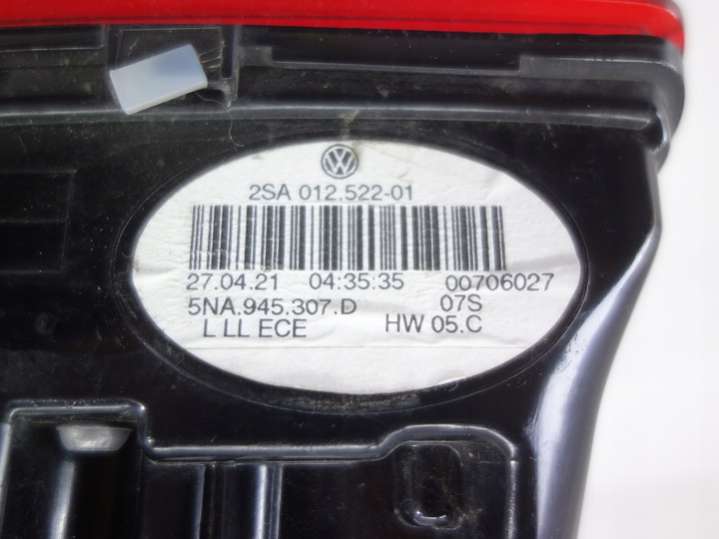 2SA 012.522-01
27.04.21 04:35:35 00706027
5NA.945.307.D 07S
L LL ECE HW 05.C